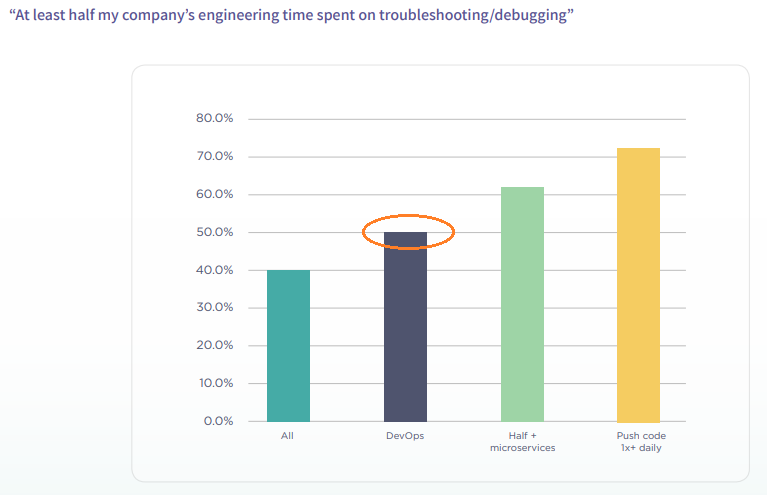 “At least half my company’s engineering time spent on troubleshooting/debugging”
80.0%
70.0%
60.0%
50.0%
40.0%
30.0%
20.0%
10.0%
0.0%
All
DevOps
Half +
microservices
Push code
1x+ daily